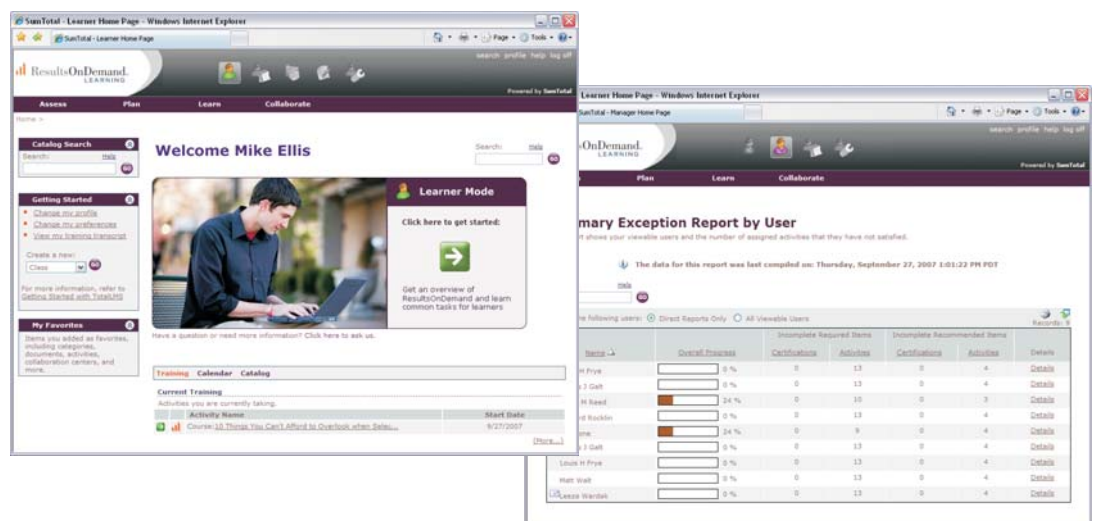 SumTotal - Learner Home Page - Windows Internet Explorer
SumTotal - Learner Home Page
Page
Tools
search profile help log off
ResultsOnDemand.
LEARNING
Powered by SumTotal
Assess Plan Learn Collaborate
Home >
Catalog Search
Search: Help
GO
Getting Started
Change my profile
Change my preferences
View my training transcript
Create a new:
Class GO
For more information, refer to
Getting Started with TotalLMS
My Favorites
Items you added as favorites,
including categories,
documents, activities,
collaboration centers, and
more.
Welcome Mike Ellis
Search: Help
GO
Learner Mode
Click here to get started:
Get an overview of
ResultsOnDemand and learn
common tasks for learners
Have a question or need more information? Click here to ask us.
Training Calendar Catalog
Current Training
Activities you are currently taking.
Activity Name Start Date
Course: 10 Things You Can't Afford to Overlook when Selec... 9/27/2007
[More...]
Learner Home Page - Windows Internet Explorer
SumTotal - Manager Home Page
Page
Tools
search profile help log off
OnDemand.
LEARNING
Powered by SumTotal
Plan Learn Collaborate
mary Exception Report by User
rt shows your viewable users and the number of assigned activities that they have not satisfied.
The data for this report was last compiled on: Thursday, September 27, 2007 1:01:22 PM PDT
Help
GO
following users: Direct Reports Only All Viewable Users
Records: 9
Incomplete Required Items Incomplete Recommended Items
Name Overall Progress Certifications Activities Certifications Activities Details
H Frye 0 % 0 13 0 4 Details
J Galt 0 % 0 13 0 4 Details
M Reed 24 % 0 10 0 3 Details
Rocklin 0 % 0 13 0 4 Details
24 % 0 9 0 4 Details
J Galt 0 % 0 13 0 4 Details
Louis H Frye 0 % 0 13 0 4 Details
Matt Wait 0 % 0 13 0 4 Details
Leeza Wardak 0 % 0 13 0 4 Details